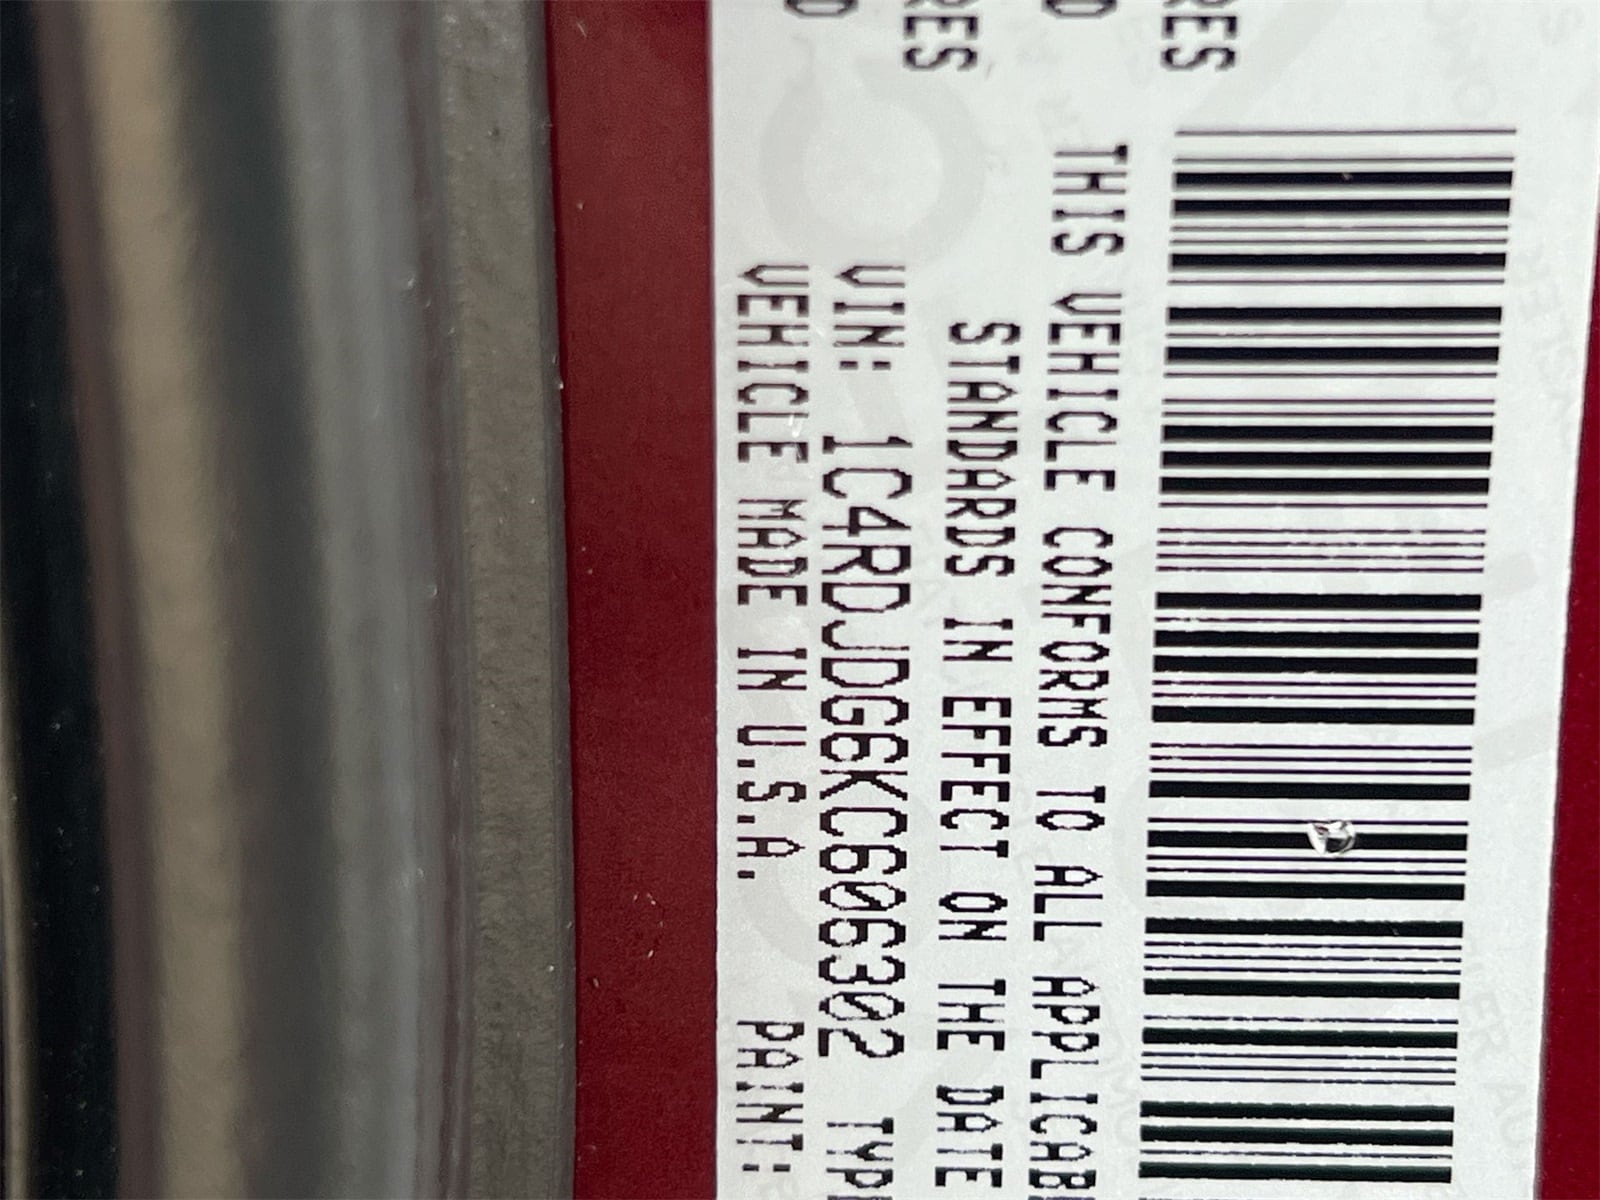 RES
D
RES
D
THIS VEHICLE CONFORMS TO ALL APPLICAB
STANDARDS IN EFFECT ON THE DATE
VIN: 1C4RDJDG6KC606302 TYP
VEHICLE MADE IN U.S.A. PAINT: